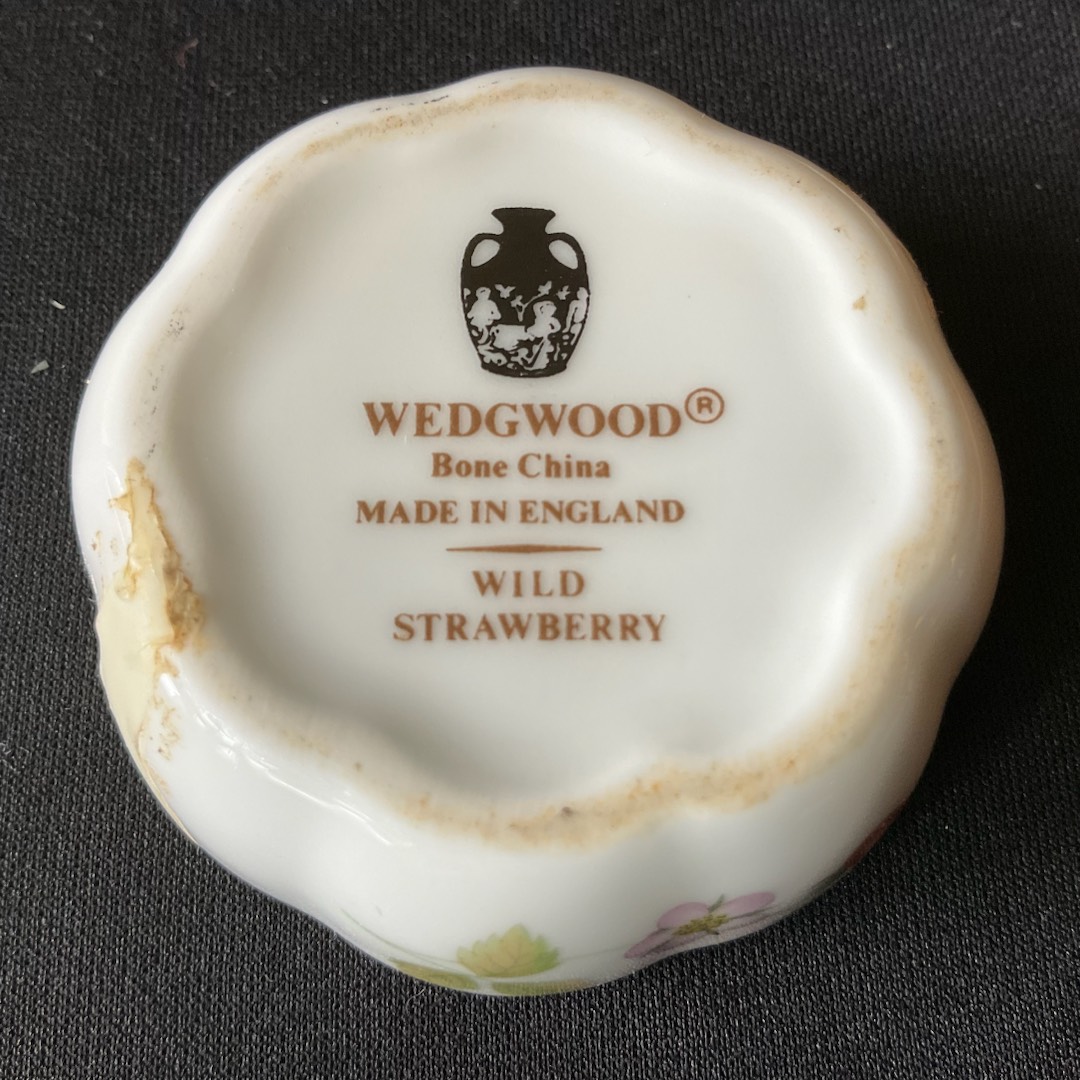 WEDGWOOD®
Bone China
MADE IN ENGLAND
WILD
STRAWBERRY